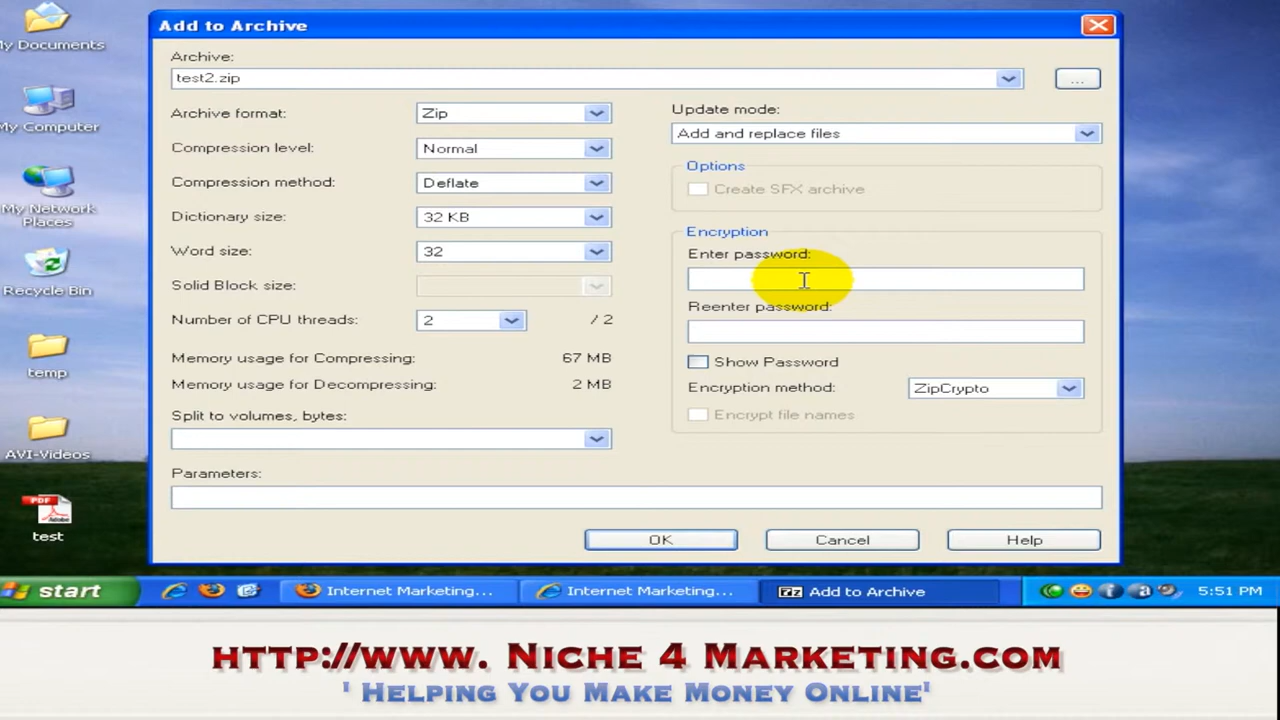 My Documents
My Computer
My Network
Places
Recycle Bin
temp
AVI-Videos
PDF
Adobe
test
Add to Archive
Archive:
test2.zip
...
Archive format:
Zip
Compression level:
Normal
Compression method:
Deflate
Dictionary size:
32 KB
Word size:
32
Solid Block size:
Number of CPU threads:
2
/ 2
Memory usage for Compressing:
67 MB
Memory usage for Decompressing:
2 MB
Split to volumes, bytes:
Parameters:
Update mode:
Add and replace files
Options
Create SFX archive
Encryption
Enter password:
Reenter password:
Show Password
Encryption method:
ZipCrypto
Encrypt file names
OK
Cancel
Help
start
Internet Marketing...
Internet Marketing...
7z
Add to Archive
5:51 PM
HTTP://WWW. NICHE 4 MARKETING.COM
' HELPING YOU MAKE MONEY ONLINE'